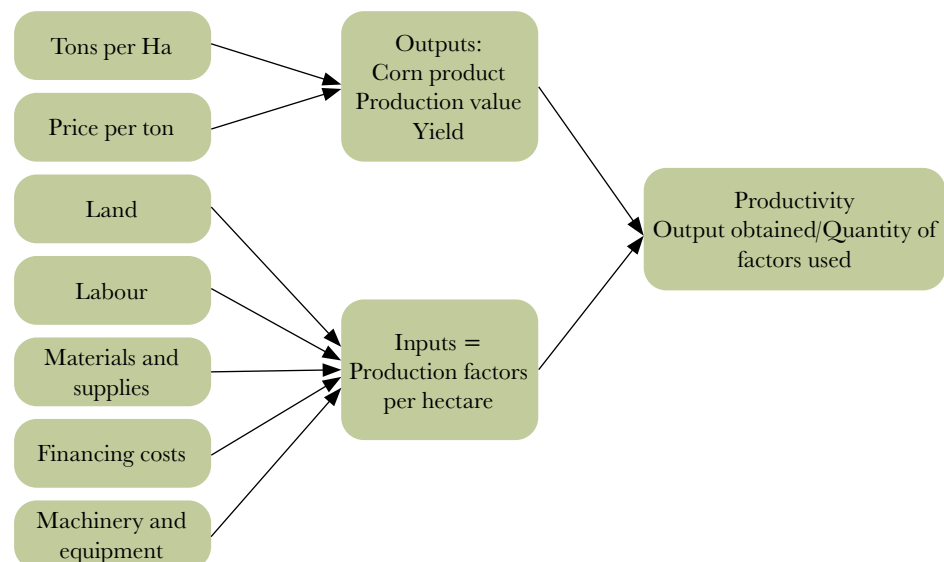 Tons per Ha
Price per ton
Land
Labour
Materials and
supplies
Financing costs
Machinery and
equipment
Outputs:
Corn product
Production value
Yield
Inputs =
Production factors
per hectare
Productivity
Output obtained/Quantity of
factors used